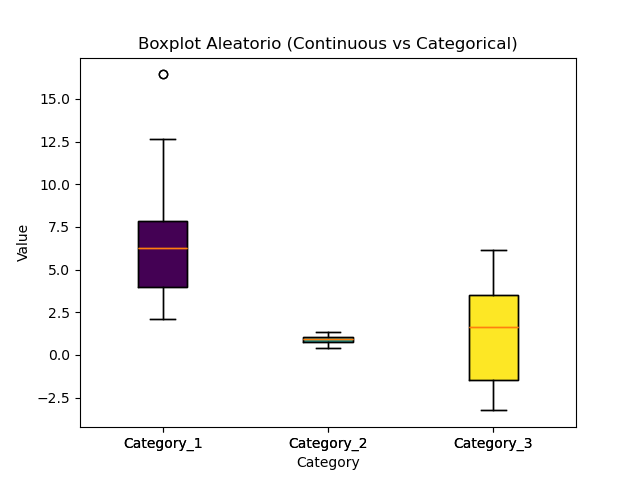 Boxplot Aleatorio (Continuous vs Categorical)
15.0
12.5
10.0
7.5
5.0
2.5
0.0
−2.5
Value
Category_1
Category_2
Category_3
Category